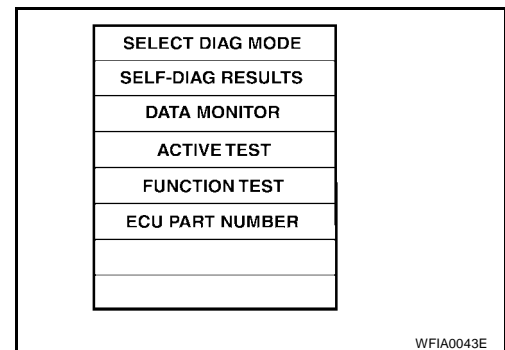 SELECT DIAG MODE
SELF-DIAG RESULTS
DATA MONITOR
ACTIVE TEST
FUNCTION TEST
ECU PART NUMBER
WFIA0043E